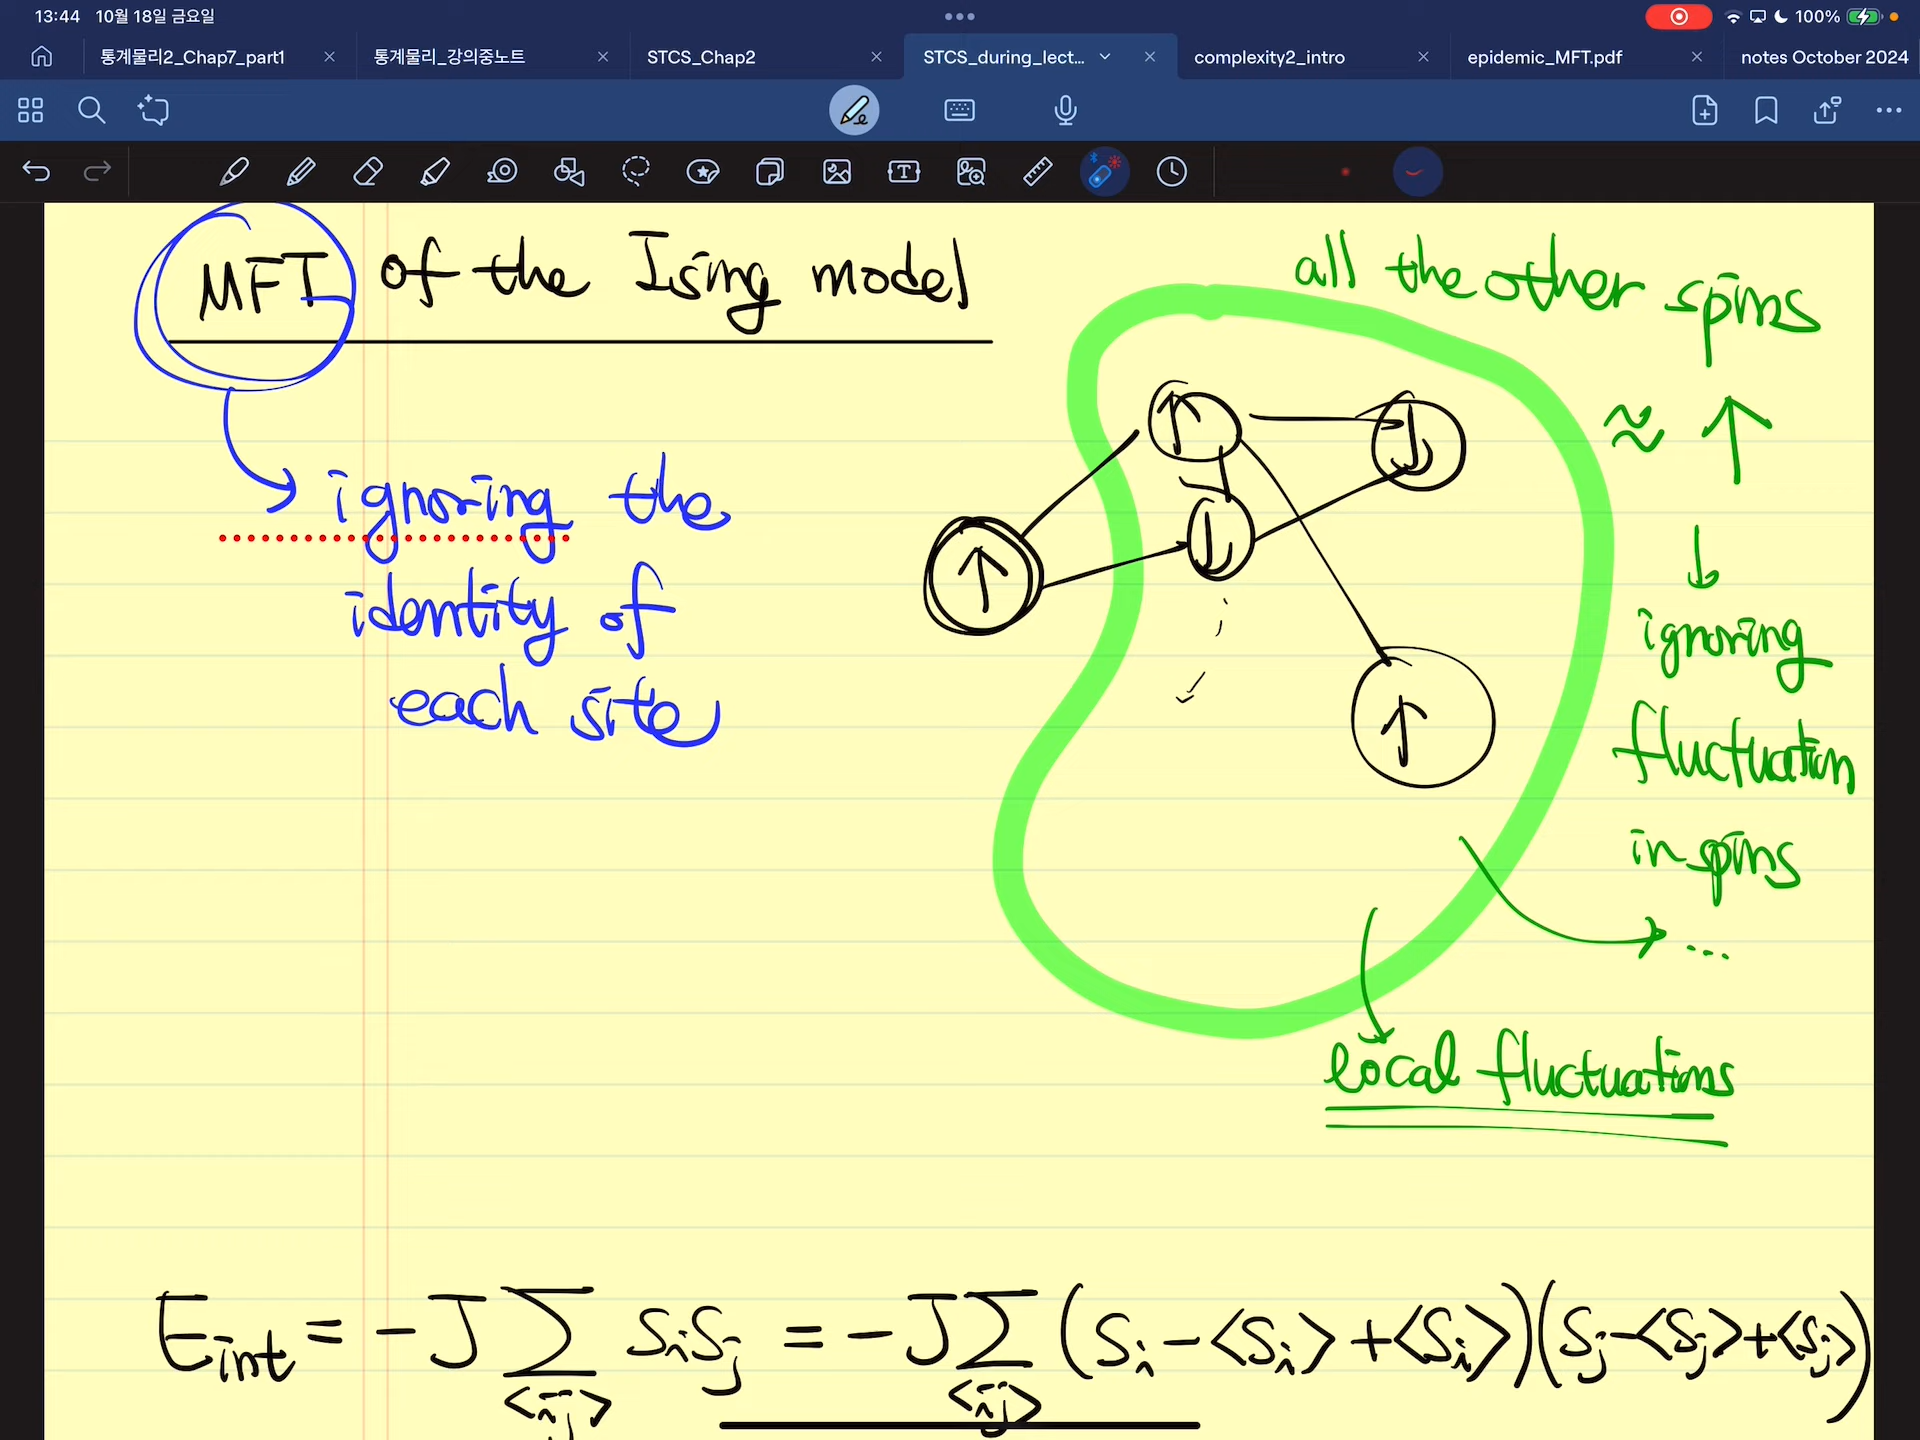 13:44 10월 18일 금요일
100%
통계물리2_Chap7_part1
통계물리_강의중노트
STCS_Chap2
STCS_during_lect...
complexity2_intro
epidemic_MFT.pdf
notes October 2024
MFT of the Ising model
all the other spins
≈ ↑
ignoring the
identity of
each site
↑
↑
↓
↓
↑
↓
ignoring
fluctuation
in spins
...
local fluctuations
E_int = -J ∑_<ij> S_i S_j = -J ∑_<ij> (S_i - <S_i> + <S_i>)(S_j - <S_j> + <S_j>)